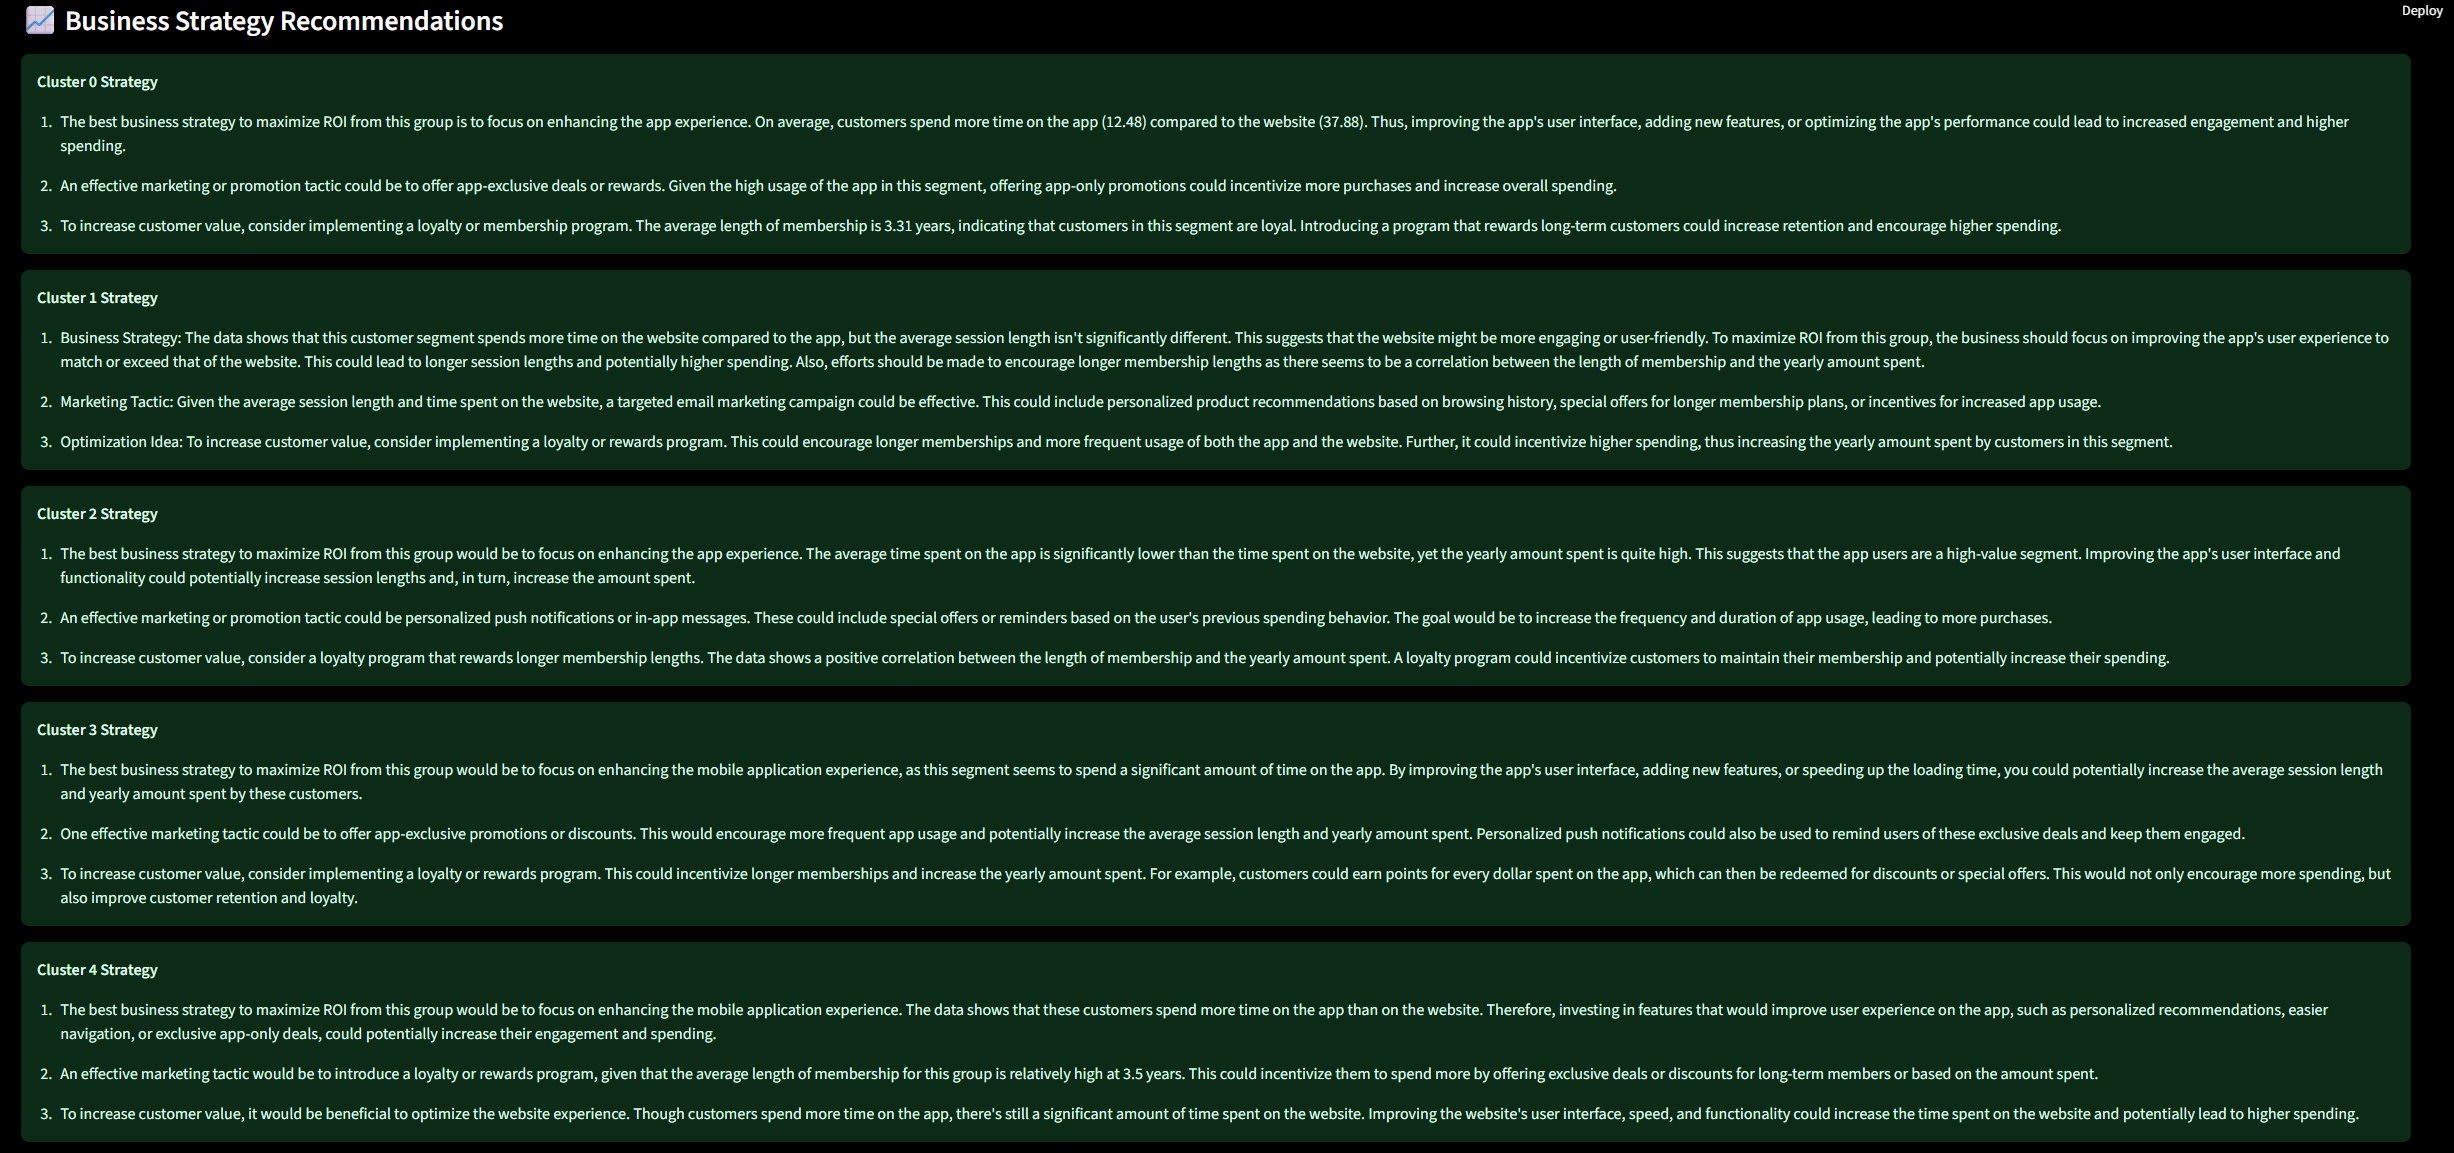 📈 Business Strategy Recommendations
Deploy
Cluster 0 Strategy
1. The best business strategy to maximize ROI from this group is to focus on enhancing the app experience. On average, customers spend more time on the app (12.48) compared to the website (37.88). Thus, improving the app's user interface, adding new features, or optimizing the app's performance could lead to increased engagement and higher
spending.
2. An effective marketing or promotion tactic could be to offer app-exclusive deals or rewards. Given the high usage of the app in this segment, offering app-only promotions could incentivize more purchases and increase overall spending.
3. To increase customer value, consider implementing a loyalty or membership program. The average length of membership is 3.31 years, indicating that customers in this segment are loyal. Introducing a program that rewards long-term customers could increase retention and encourage higher spending.
Cluster 1 Strategy
1. Business Strategy: The data shows that this customer segment spends more time on the website compared to the app, but the average session length isn't significantly different. This suggests that the website might be more engaging or user-friendly. To maximize ROI from this group, the business should focus on improving the app's user experience to
match or exceed that of the website. This could lead to longer session lengths and potentially higher spending. Also, efforts should be made to encourage longer membership lengths as there seems to be a correlation between the length of membership and the yearly amount spent.
2. Marketing Tactic: Given the average session length and time spent on the website, a targeted email marketing campaign could be effective. This could include personalized product recommendations based on browsing history, special offers for longer membership plans, or incentives for increased app usage.
3. Optimization Idea: To increase customer value, consider implementing a loyalty or rewards program. This could encourage longer memberships and more frequent usage of both the app and the website. Further, it could incentivize higher spending, thus increasing the yearly amount spent by customers in this segment.
Cluster 2 Strategy
1. The best business strategy to maximize ROI from this group would be to focus on enhancing the app experience. The average time spent on the app is significantly lower than the time spent on the website, yet the yearly amount spent is quite high. This suggests that the app users are a high-value segment. Improving the app's user interface and
functionality could potentially increase session lengths and, in turn, increase the amount spent.
2. An effective marketing or promotion tactic could be personalized push notifications or in-app messages. These could include special offers or reminders based on the user's previous spending behavior. The goal would be to increase the frequency and duration of app usage, leading to more purchases.
3. To increase customer value, consider a loyalty program that rewards longer membership lengths. The data shows a positive correlation between the length of membership and the yearly amount spent. A loyalty program could incentivize customers to maintain their membership and potentially increase their spending.
Cluster 3 Strategy
1. The best business strategy to maximize ROI from this group would be to focus on enhancing the mobile application experience, as this segment seems to spend a significant amount of time on the app. By improving the app's user interface, adding new features, or speeding up the loading time, you could potentially increase the average session length
and yearly amount spent by these customers.
2. One effective marketing tactic could be to offer app-exclusive promotions or discounts. This would encourage more frequent app usage and potentially increase the average session length and yearly amount spent. Personalized push notifications could also be used to remind users of these exclusive deals and keep them engaged.
3. To increase customer value, consider implementing a loyalty or rewards program. This could incentivize longer memberships and increase the yearly amount spent. For example, customers could earn points for every dollar spent on the app, which can then be redeemed for discounts or special offers. This would not only encourage more spending, but
also improve customer retention and loyalty.
Cluster 4 Strategy
1. The best business strategy to maximize ROI from this group would be to focus on enhancing the mobile application experience. The data shows that these customers spend more time on the app than on the website. Therefore, investing in features that would improve user experience on the app, such as personalized recommendations, easier
navigation, or exclusive app-only deals, could potentially increase their engagement and spending.
2. An effective marketing tactic would be to introduce a loyalty or rewards program, given that the average length of membership for this group is relatively high at 3.5 years. This could incentivize them to spend more by offering exclusive deals or discounts for long-term members or based on the amount spent.
3. To increase customer value, it would be beneficial to optimize the website experience. Though customers spend more time on the app, there's still a significant amount of time spent on the website. Improving the website's user interface, speed, and functionality could increase the time spent on the website and potentially lead to higher spending.